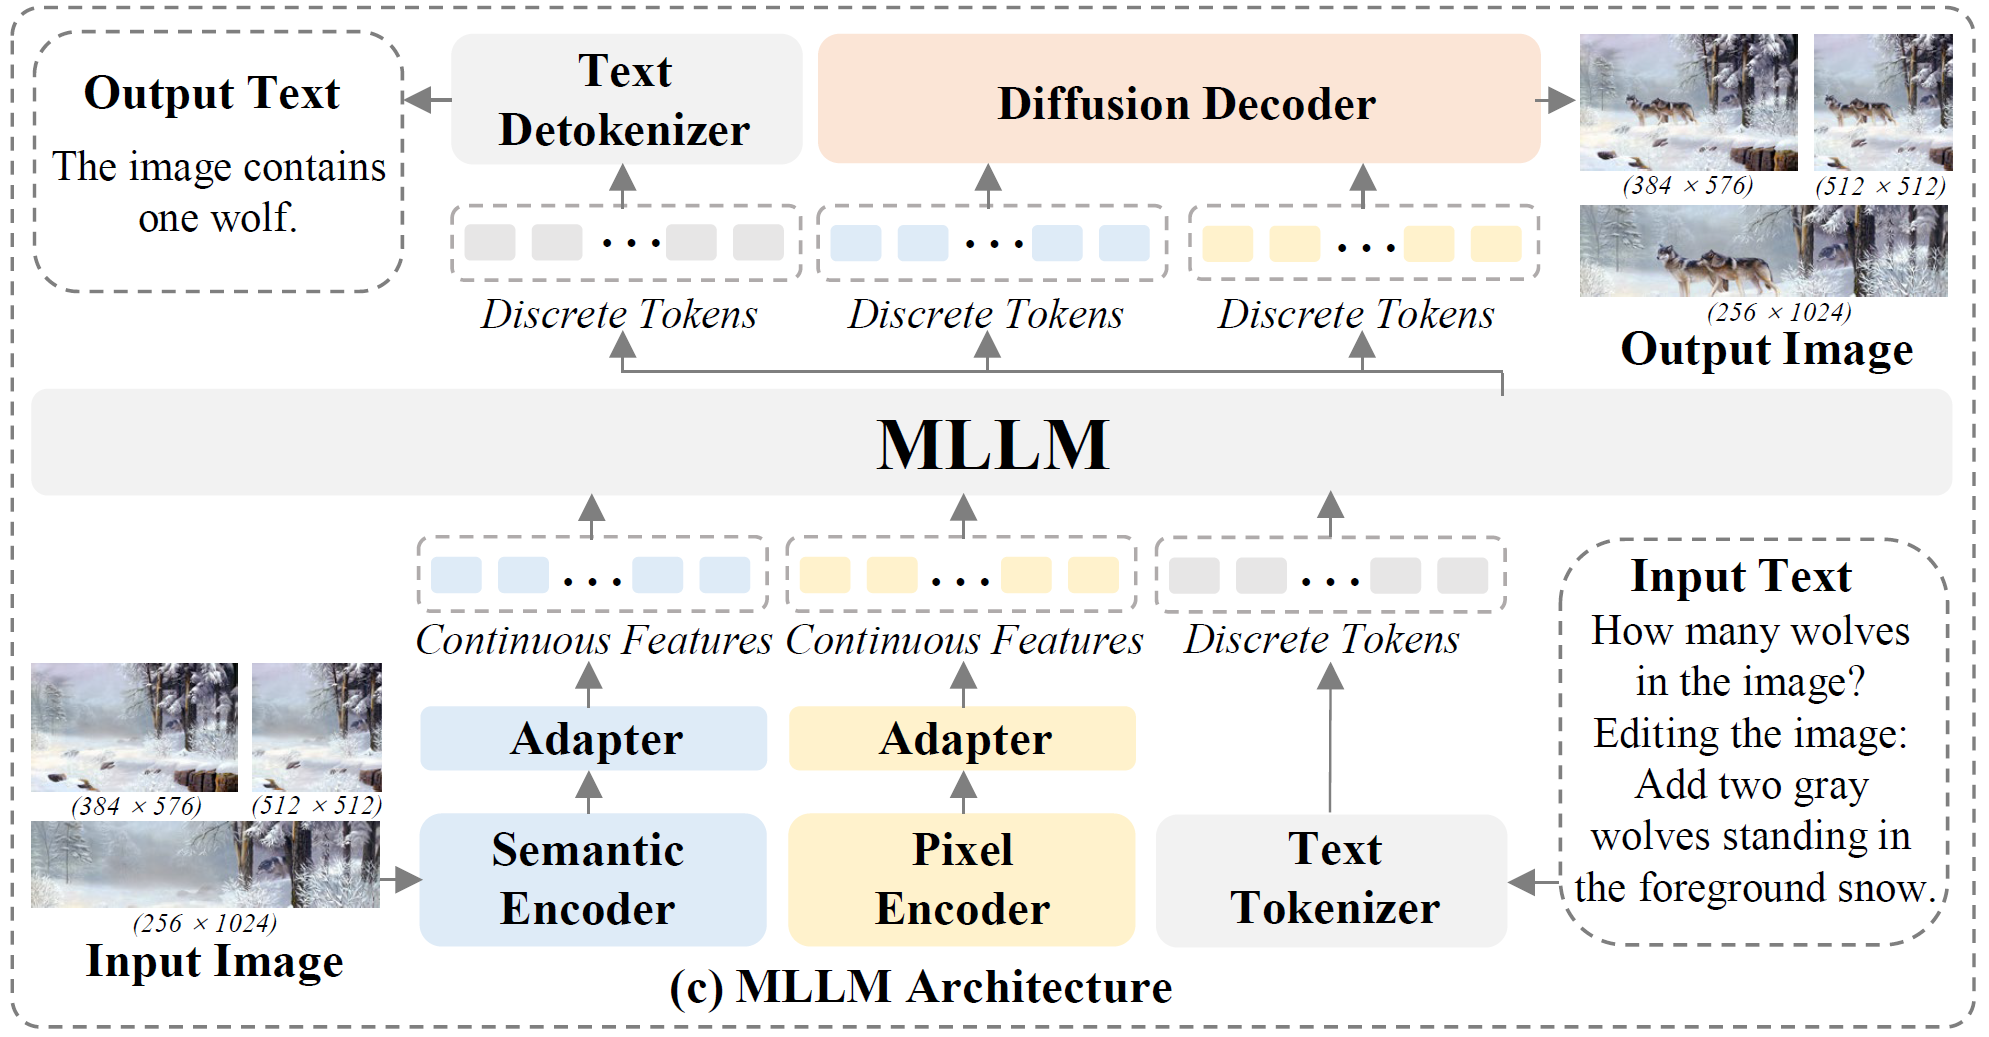 Output Text
The image contains
one wolf.
Text
Detokenizer
Diffusion Decoder
(384 × 576)
(512 × 512)
(256 × 1024)
Output Image
...
...
...
Discrete Tokens
Discrete Tokens
Discrete Tokens
MLLM
...
...
...
Continuous Features
Continuous Features
Discrete Tokens
Adapter
Adapter
(384 × 576)
(512 × 512)
(256 × 1024)
Input Image
Semantic
Encoder
Pixel
Encoder
Text
Tokenizer
Input Text
How many wolves
in the image?
Editing the image:
Add two gray
wolves standing in
the foreground snow.
(c) MLLM Architecture